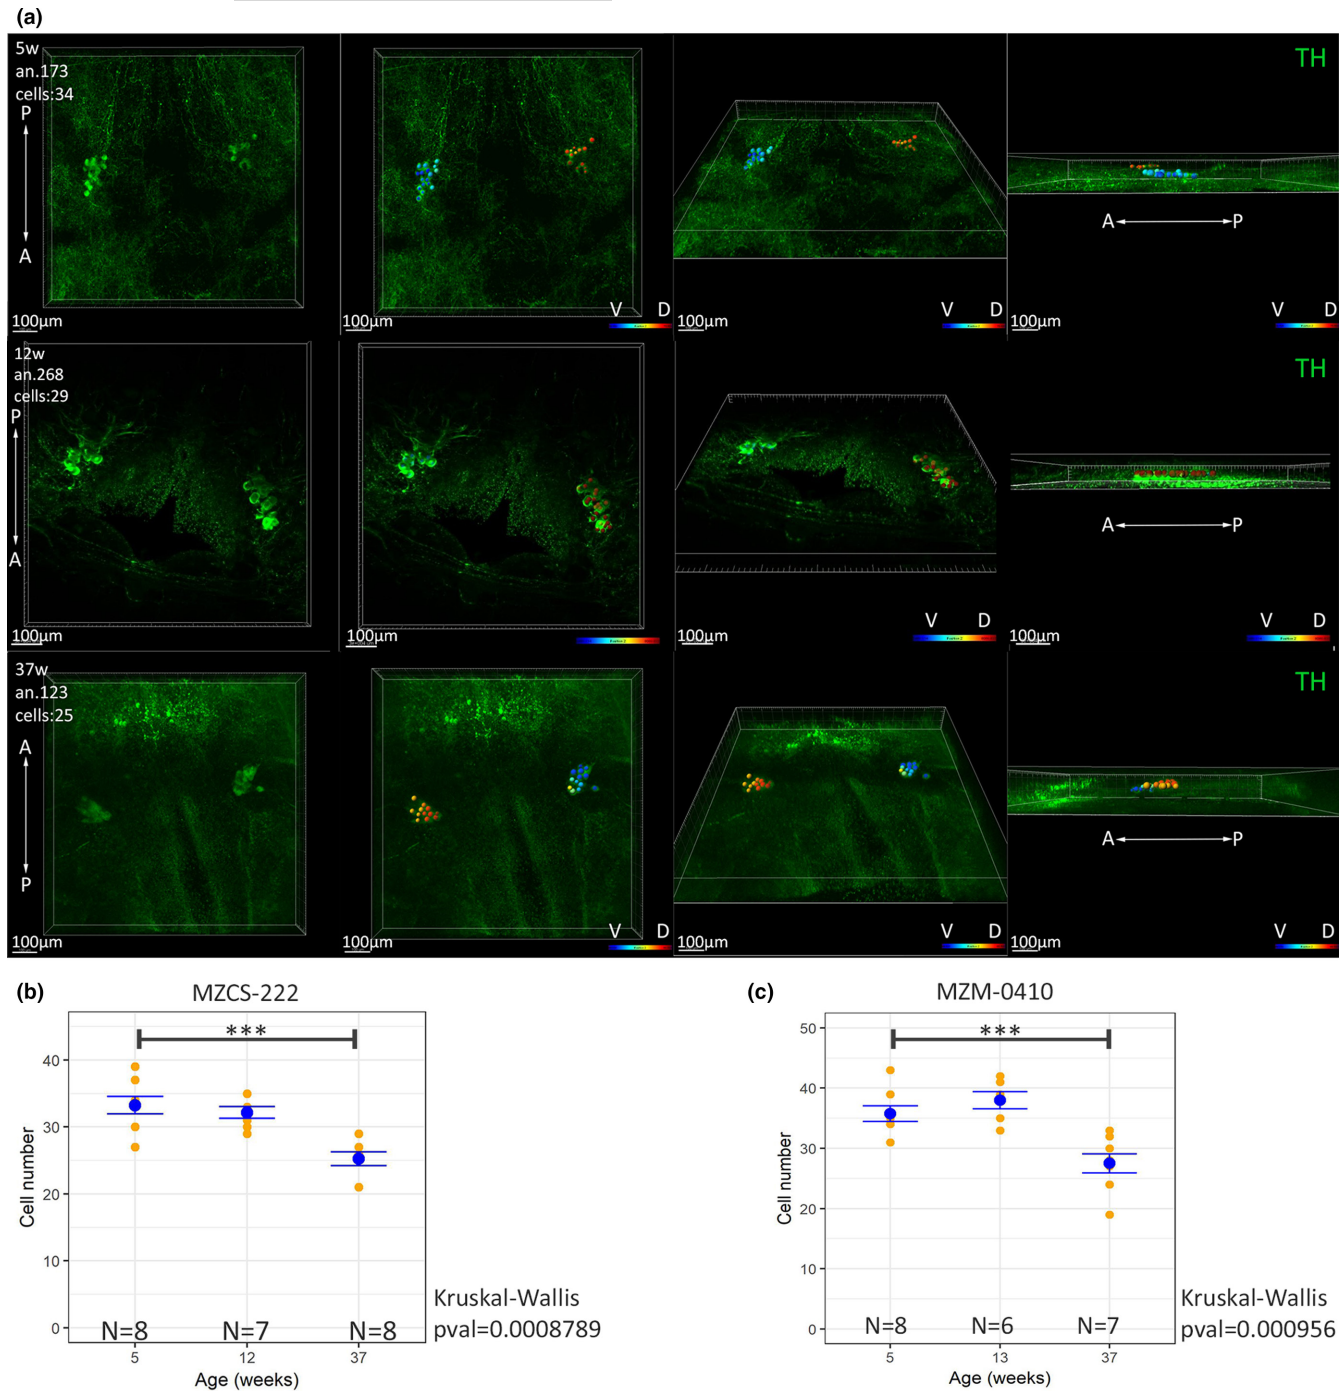 (a)
5w
an.173
cells:34
P
A
100µm
100µm
V D
100µm
V D
TH
A P
100µm
V D
12w
an.268
cells:29
P
A
100µm
100µm
100µm
V D
TH
A P
100µm
V D
37w
an.123
cells:25
A
P
100µm
100µm
V D
100µm
V D
TH
A P
100µm
V D
(b)
MZCS-222
***
Cell number
40
30
20
10
0
N=8 N=7 N=8
5 12 37
Age (weeks)
Kruskal-Wallis
pval=0.0008789
(c)
MZM-0410
***
Cell number
50
40
30
20
10
0
N=8 N=6 N=7
5 13 37
Age (weeks)
Kruskal-Wallis
pval=0.000956